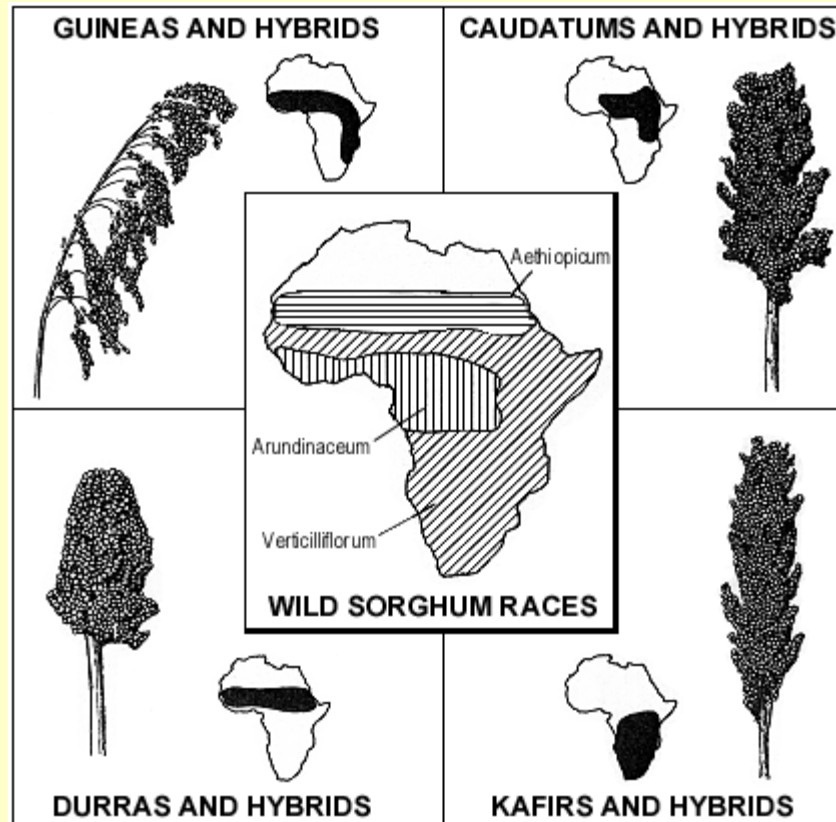 GUINEAS AND HYBRIDS
CAUDATUMS AND HYBRIDS
Aethiopicum
Arundinaceum
Verticilliflorum
WILD SORGHUM RACES
DURRAS AND HYBRIDS
KAFIRS AND HYBRIDS